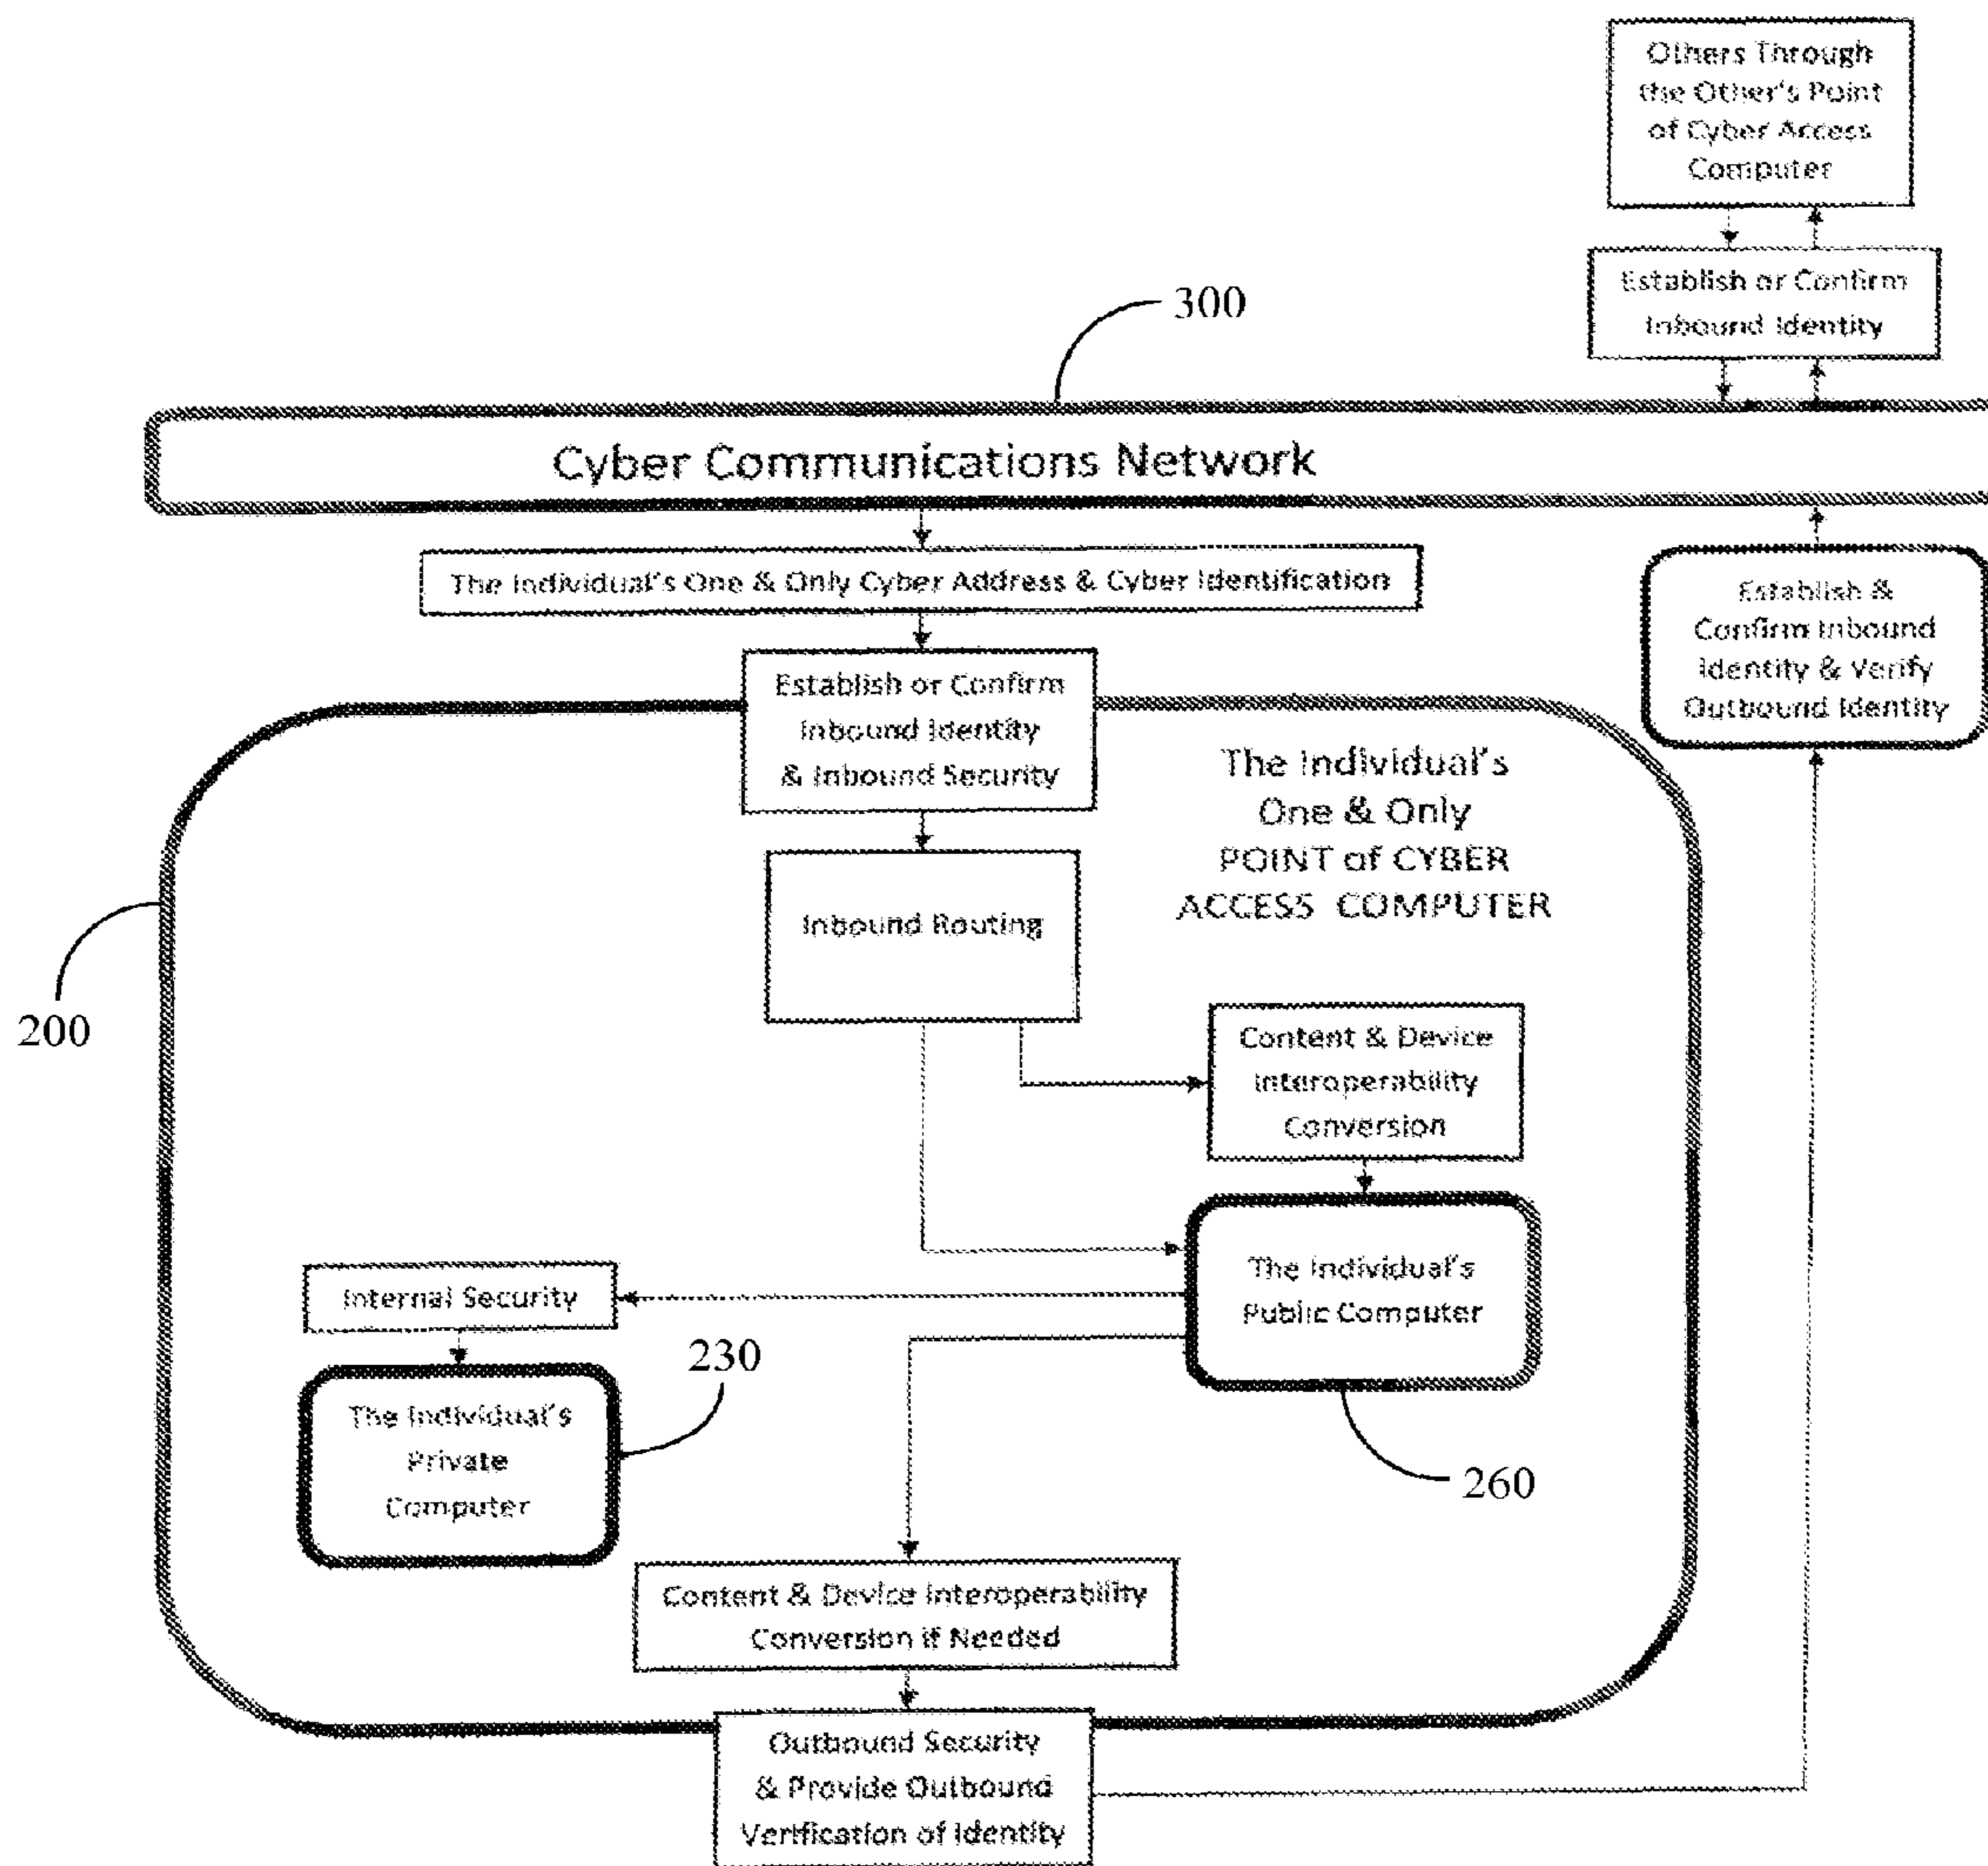 Others Through
the Other's Point
of Cyber Access
Computer
Establish or Confirm
Inbound Identity
300
Cyber Communications Network
The Individual's One & Only Cyber Address & Cyber Identification
Establish &
Confirm Inbound
Identity & Verify
Outbound Identity
Establish or Confirm
Inbound Identity
& Inbound Security
The Individual's
One & Only
POINT of CYBER
ACCESS COMPUTER
Inbound Routing
200
Content & Device
Interoperability
Conversion
The Individual's
Public Computer
Internal Security
230
The Individual's
Private
Computer
260
Content & Device Interoperability
Conversion if Needed
Outbound Security
& Provide Outbound
Verification of Identity